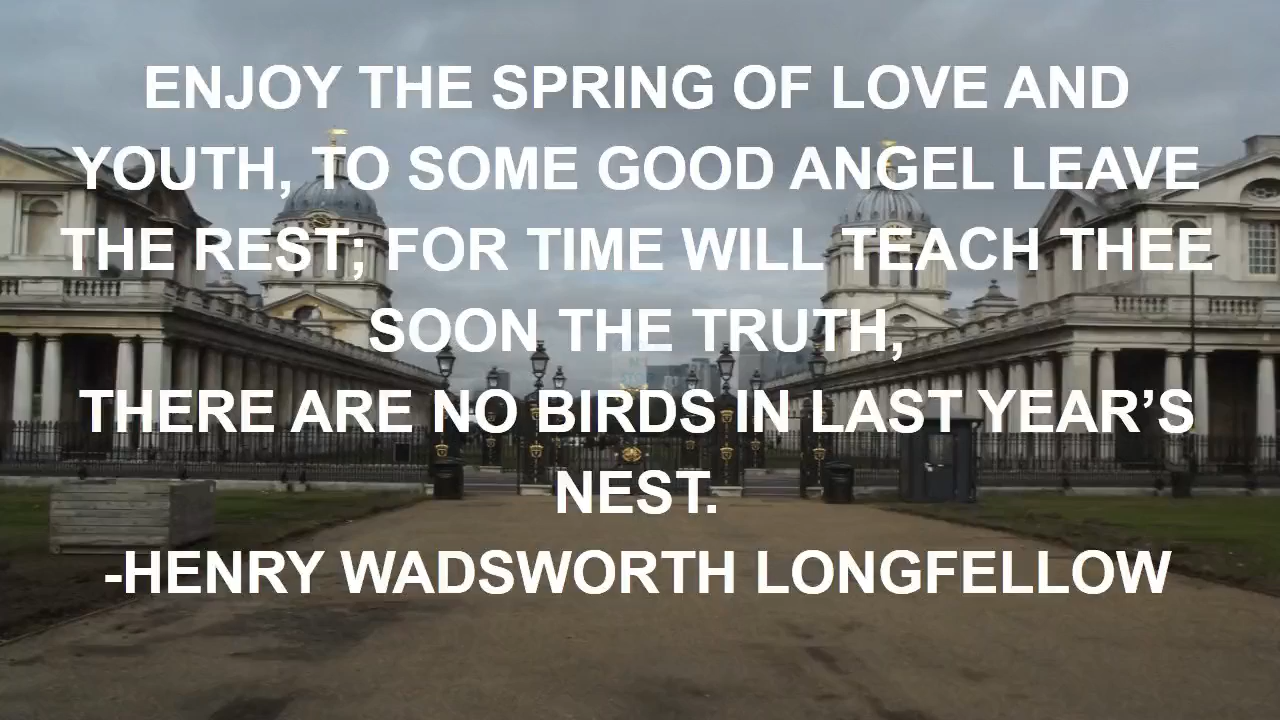 ENJOY THE SPRING OF LOVE AND
YOUTH, TO SOME GOOD ANGEL LEAVE
THE REST; FOR TIME WILL TEACH THEE
SOON THE TRUTH,
THERE ARE NO BIRDS IN LAST YEAR’S
NEST.
-HENRY WADSWORTH LONGFELLOW